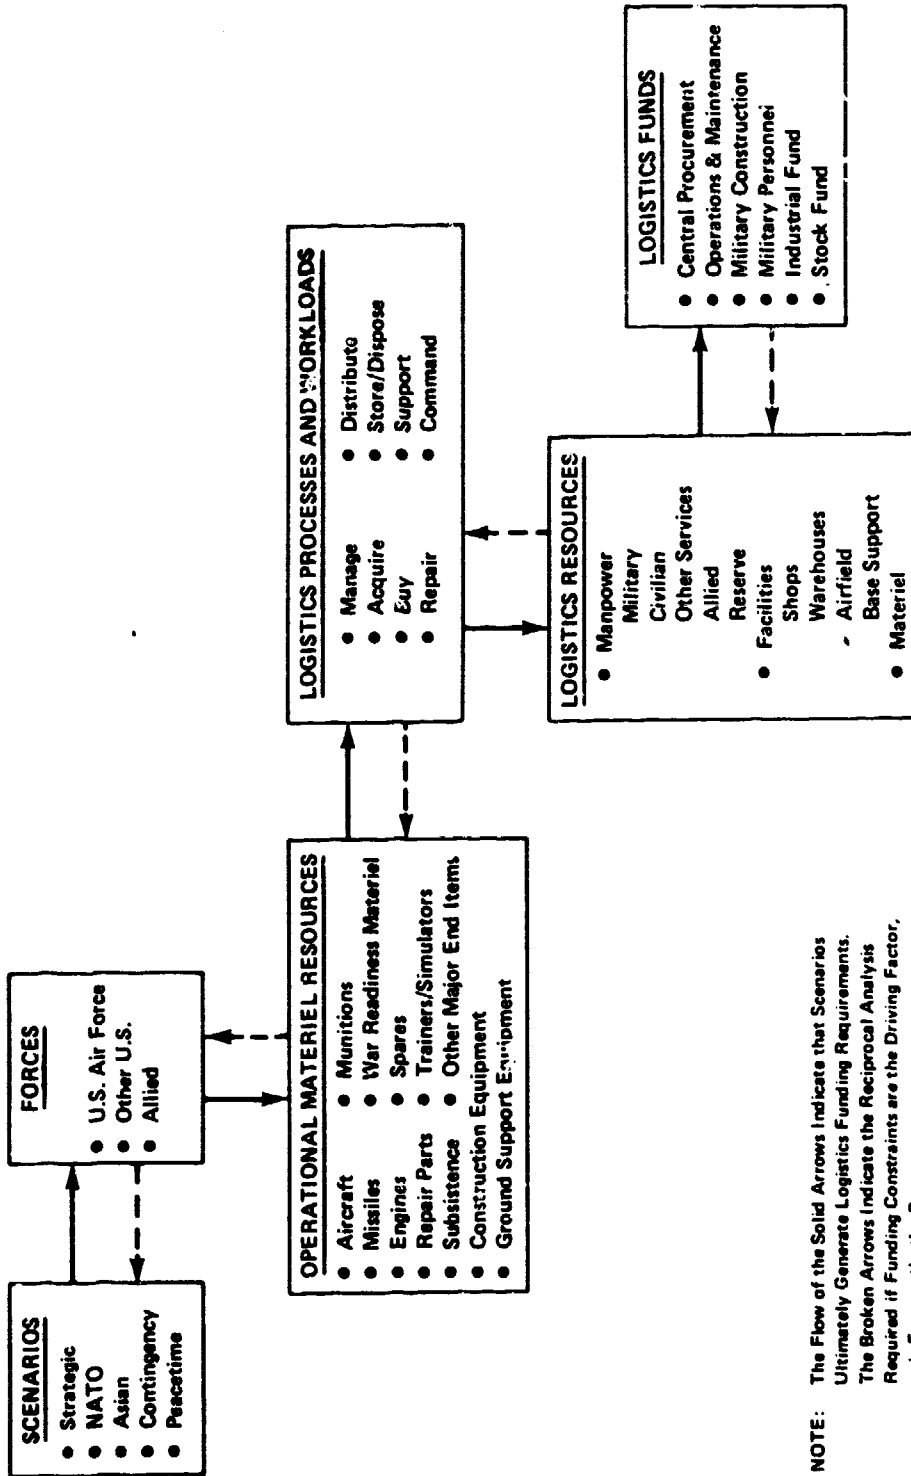 SCENARIOS
● Strategic
● NATO
● Asian
● Contingency
● Peacetime
FORCES
● U.S. Air Force
● Other U.S.
● Allied
OPERATIONAL MATERIEL RESOURCES
● Aircraft ● Munitions
● Missiles ● War Readiness Materiel
● Engines ● Spares
● Repair Parts ● Trainers/Simulators
● Subsistence ● Other Major End Items
● Construction Equipment
● Ground Support Equipment
LOGISTICS PROCESSES AND WORKLOADS
● Manage ● Distribute
● Acquire ● Store/Dispose
● Buy ● Support
● Repair ● Command
LOGISTICS RESOURCES
● Manpower
Military
Civilian
Other Services
Allied
Reserve
● Facilities
Shops
Warehouses
Airfield
Base Support
● Materiel
LOGISTICS FUNDS
● Central Procurement
● Operations & Maintenance
● Military Construction
● Military Personnel
● Industrial Fund
● Stock Fund
NOTE: The Flow of the Solid Arrows Indicate that Scenarios
Ultimately Generate Logistics Funding Requirements.
The Broken Arrows Indicate the Reciprocal Analysis
Required if Funding Constraints are the Driving Factor,